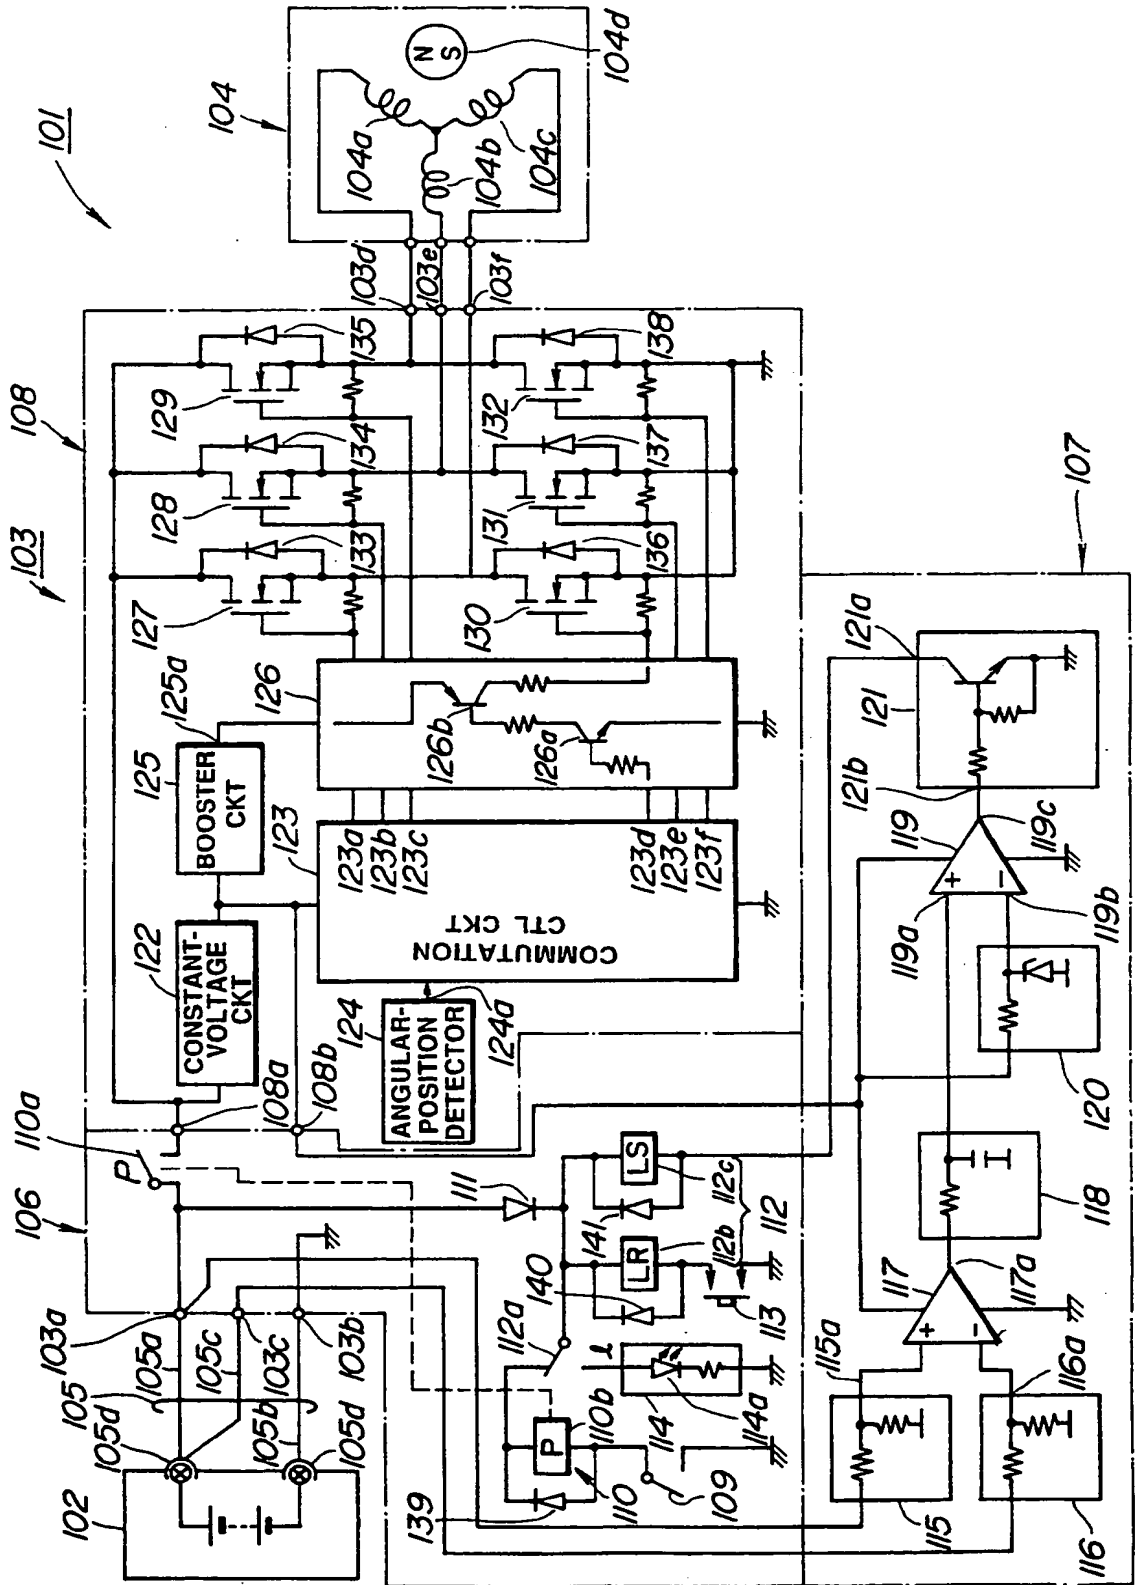 101
104
104a
104b
104c
104d
N
S
103
108
103d
103e
103f
129
135
128
134
127
133
132
138
131
137
130
136
125a
125
BOOSTER
CKT
126
126b
126a
123
123a
123b
123c
123d
123e
123f
COMMUTATION
CTL CKT
122
CONSTANT-
VOLTAGE
CKT
124
124a
ANGULAR-
POSITION
DETECTOR
108a
108b
110a
P
106
111
103a
105a
105c
103c
103b
105
105d
105b
105d
102
LS
112c
141
LR
112b
112
140
113
112a
l
114
114a
P
110b
110
109
139
107
121a
121
121b
119
119c
+
−
119a
119b
120
118
117
117a
+
−
115a
116a
115
116